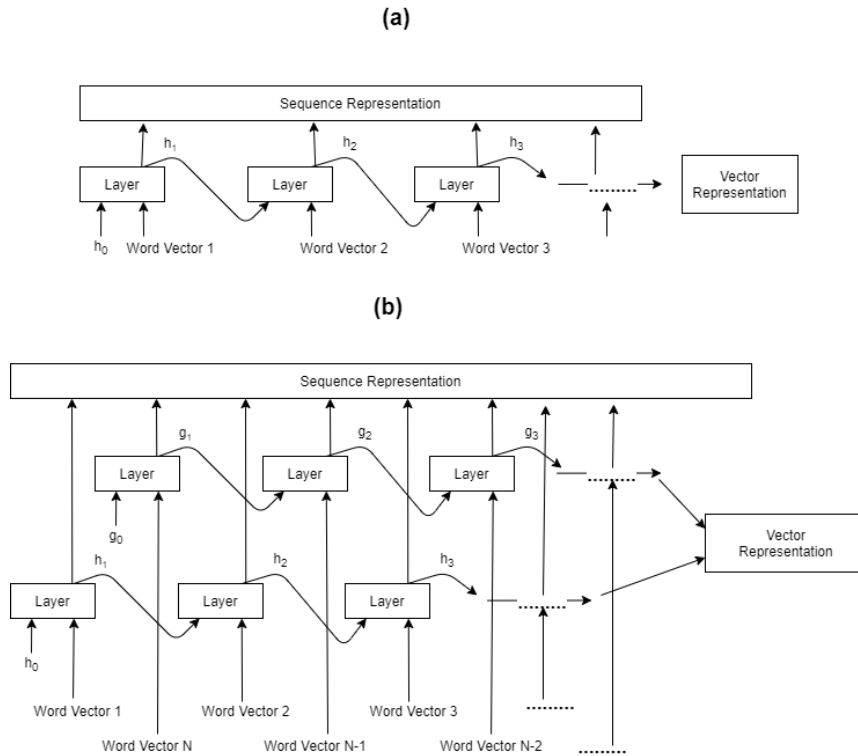 (a)
Sequence Representation
h1 h2 h3
Layer Layer Layer
Vector
Representation
h0 Word Vector 1 Word Vector 2 Word Vector 3
(b)
Sequence Representation
g1 g2 g3
Layer Layer Layer
g0
Vector
Representation
h1 h2 h3
Layer Layer Layer
h0
Word Vector 1 Word Vector 2 Word Vector 3
Word Vector N Word Vector N-1 Word Vector N-2